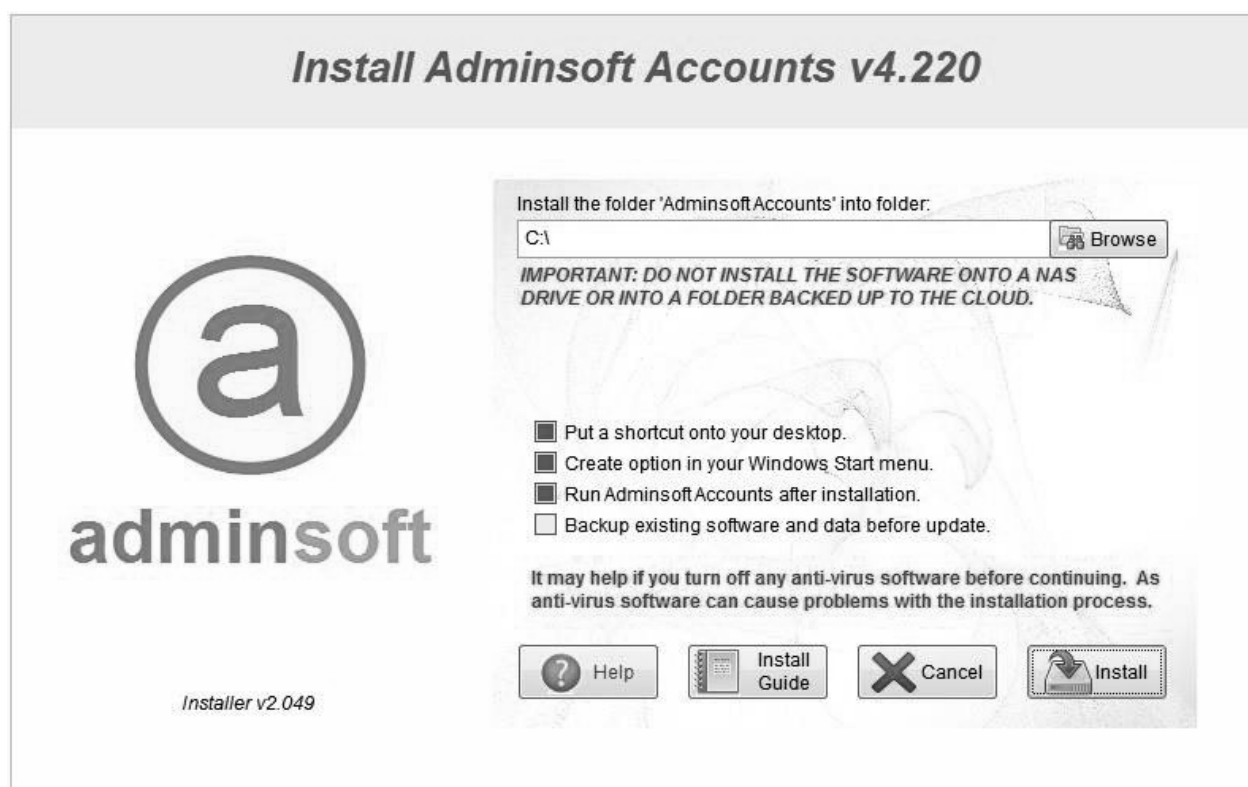 Install Adminsoft Accounts v4.220
Install the folder 'Adminsoft Accounts' into folder:
C:\
Browse
IMPORTANT: DO NOT INSTALL THE SOFTWARE ONTO A NAS
DRIVE OR INTO A FOLDER BACKED UP TO THE CLOUD.
a
adminsoft
Put a shortcut onto your desktop.
Create option in your Windows Start menu.
Run Adminsoft Accounts after installation.
Backup existing software and data before update.
It may help if you turn off any anti-virus software before continuing. As
anti-virus software can cause problems with the installation process.
? Help
Install
Guide
Cancel
Install
Installer v2.049